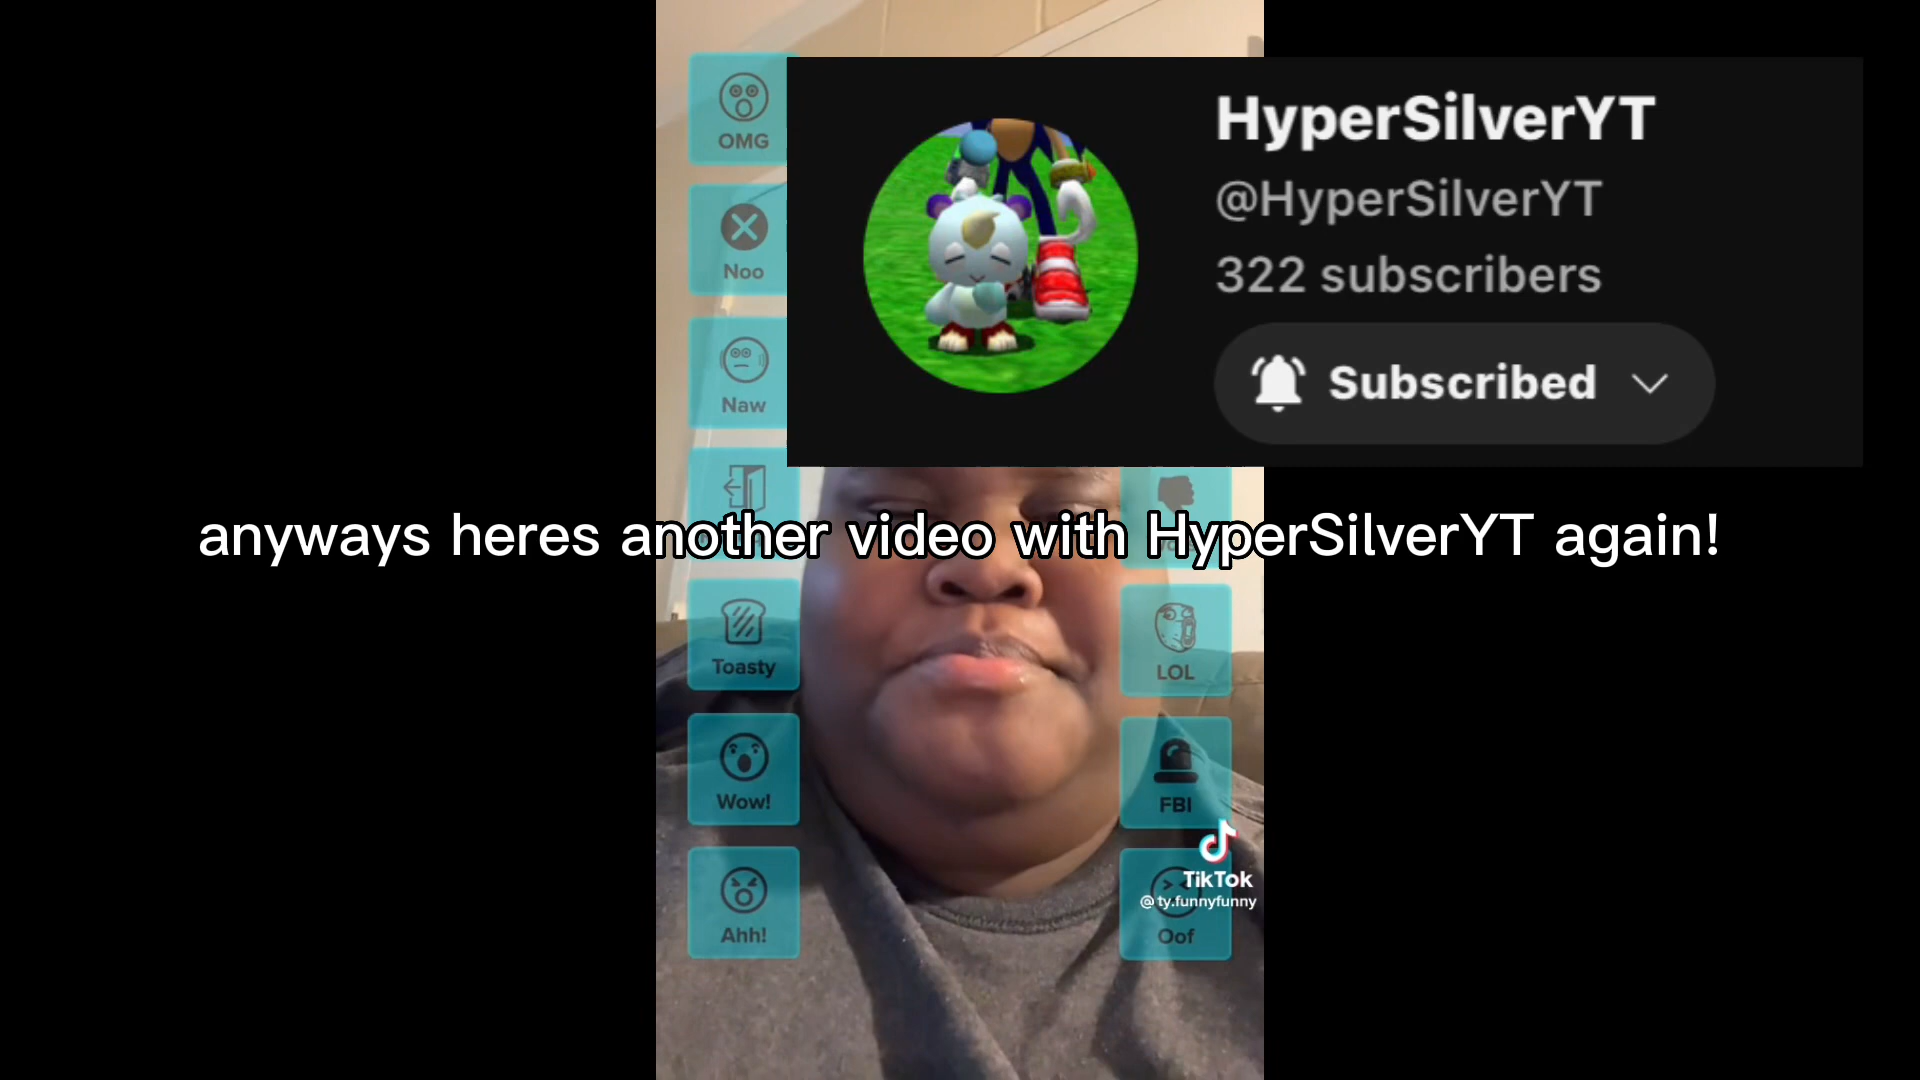 OMG
HyperSilverYT
@HyperSilverYT
322 subscribers
Subscribed
Noo
Naw
anyways heres another video with HyperSilverYT again!
Toasty
LOL
Wow!
FBI
TikTok
@ty.funnyfunny
Ahh!
Oof